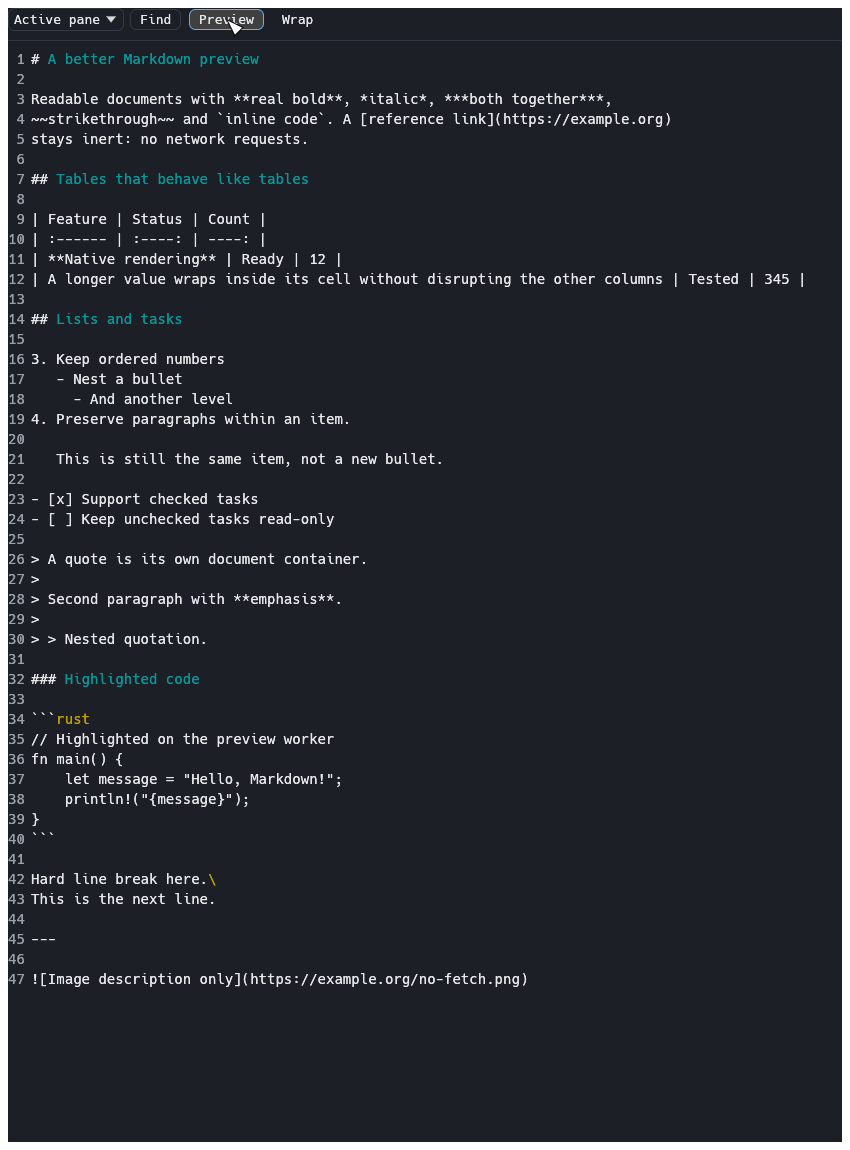 Active pane ▼ Find Preview Wrap
1 # A better Markdown preview
2
3 Readable documents with **real bold**, *italic*, ***both together***,
4 ~~strikethrough~~ and `inline code`. A [reference link](https://example.org)
5 stays inert: no network requests.
6
7 ## Tables that behave like tables
8
9 | Feature | Status | Count |
10 | :------ | :----: | ----: |
11 | **Native rendering** | Ready | 12 |
12 | A longer value wraps inside its cell without disrupting the other columns | Tested | 345 |
13
14 ## Lists and tasks
15
16 3. Keep ordered numbers
17    - Nest a bullet
18      - And another level
19 4. Preserve paragraphs within an item.
20
21    This is still the same item, not a new bullet.
22
23 - [x] Support checked tasks
24 - [ ] Keep unchecked tasks read-only
25
26 > A quote is its own document container.
27 >
28 > Second paragraph with **emphasis**.
29 >
30 > > Nested quotation.
31
32 ### Highlighted code
33
34 ```rust
35 // Highlighted on the preview worker
36 fn main() {
37     let message = "Hello, Markdown!";
38     println!("{message}");
39 }
40 ```
41
42 Hard line break here.\
43 This is the next line.
44
45 ---
46
47 ![Image description only](https://example.org/no-fetch.png)